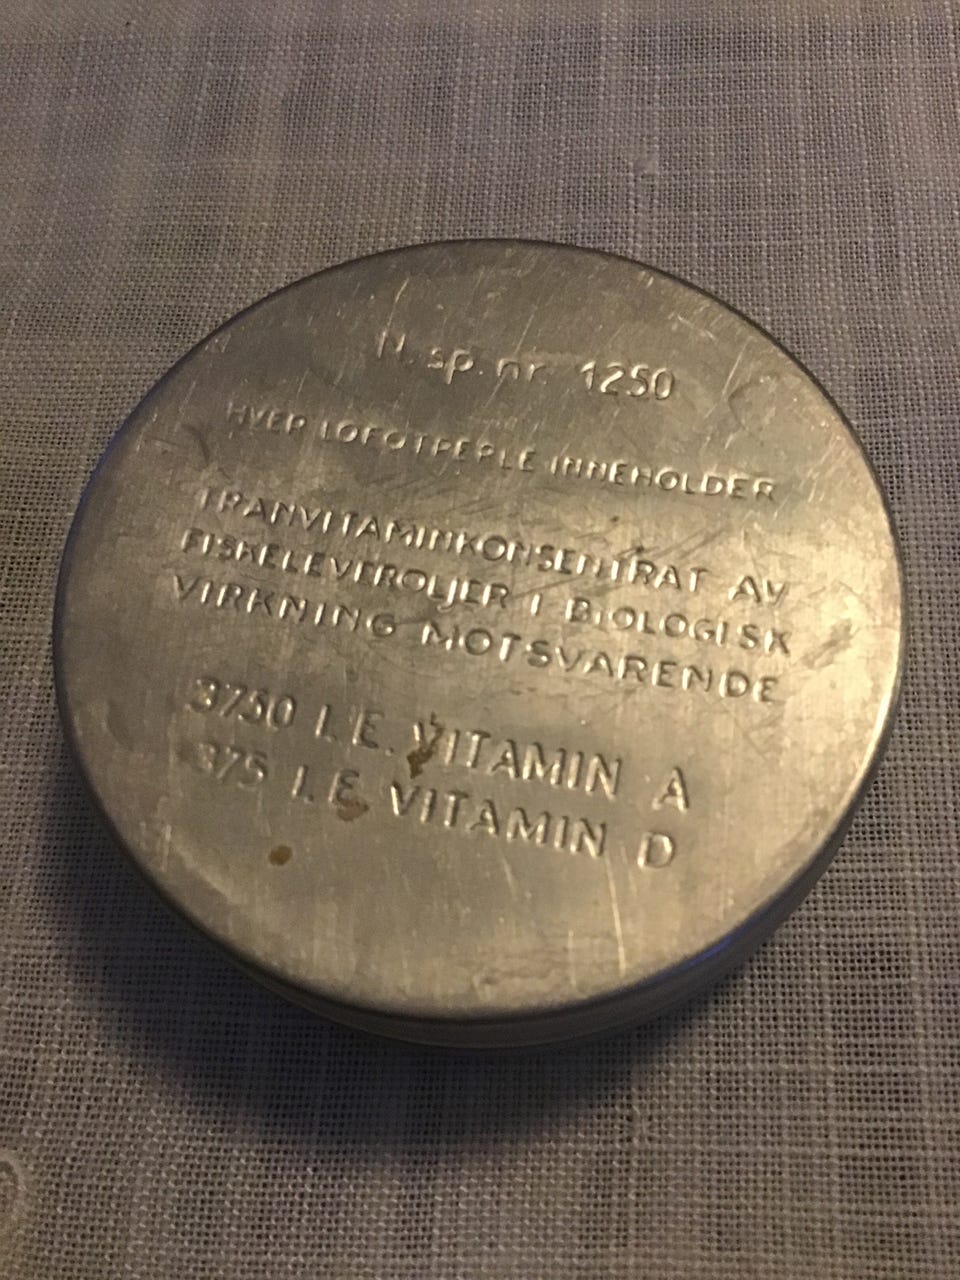 N. sp. nr. 1250
HVER LOFOTPERLE INNEHOLDER
TRANVITAMINKONSENTRAT AV
FISKELEVEROLJER I BIOLOGISK
VIRKNING MOTSVARENDE
3750 I.E. VITAMIN A
375 I.E. VITAMIN D